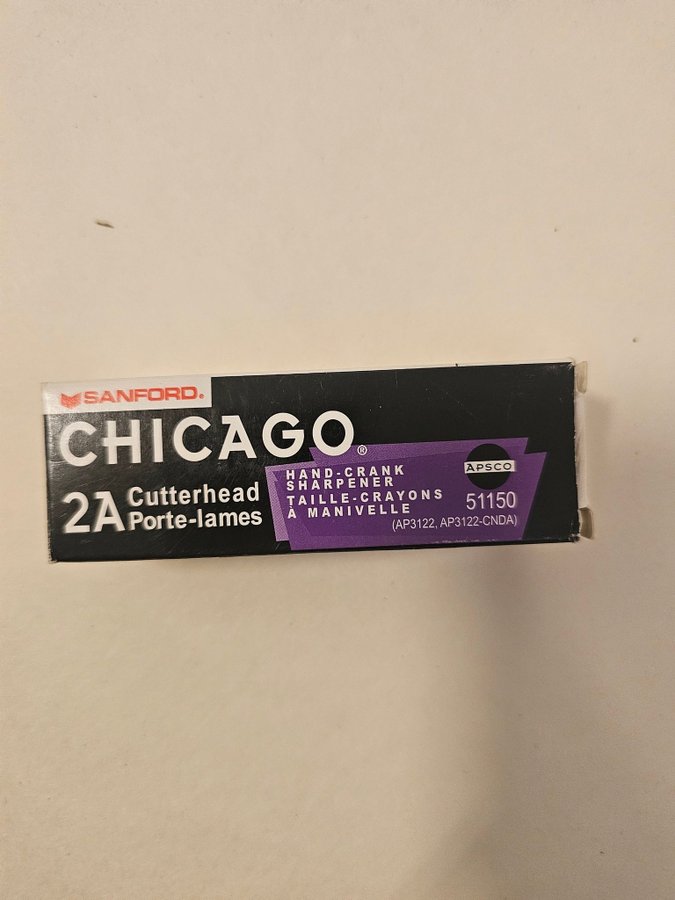 SANFORD®
CHICAGO®
2A Cutterhead
Porte-lames
HAND-CRANK
SHARPENER
TAILLE-CRAYONS
À MANIVELLE
APSCO
51150
(AP3122, AP3122-CNDA)